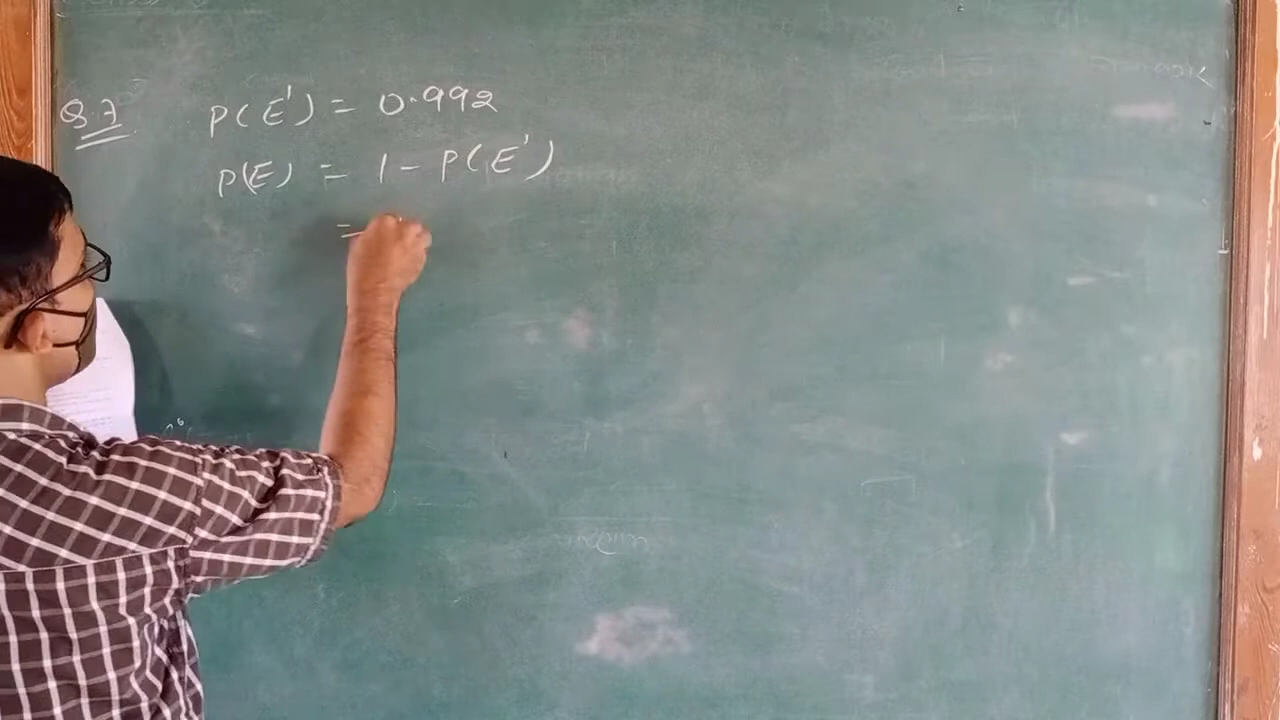 Q.7 P(E') = 0.992
P(E) = 1 - P(E')
=